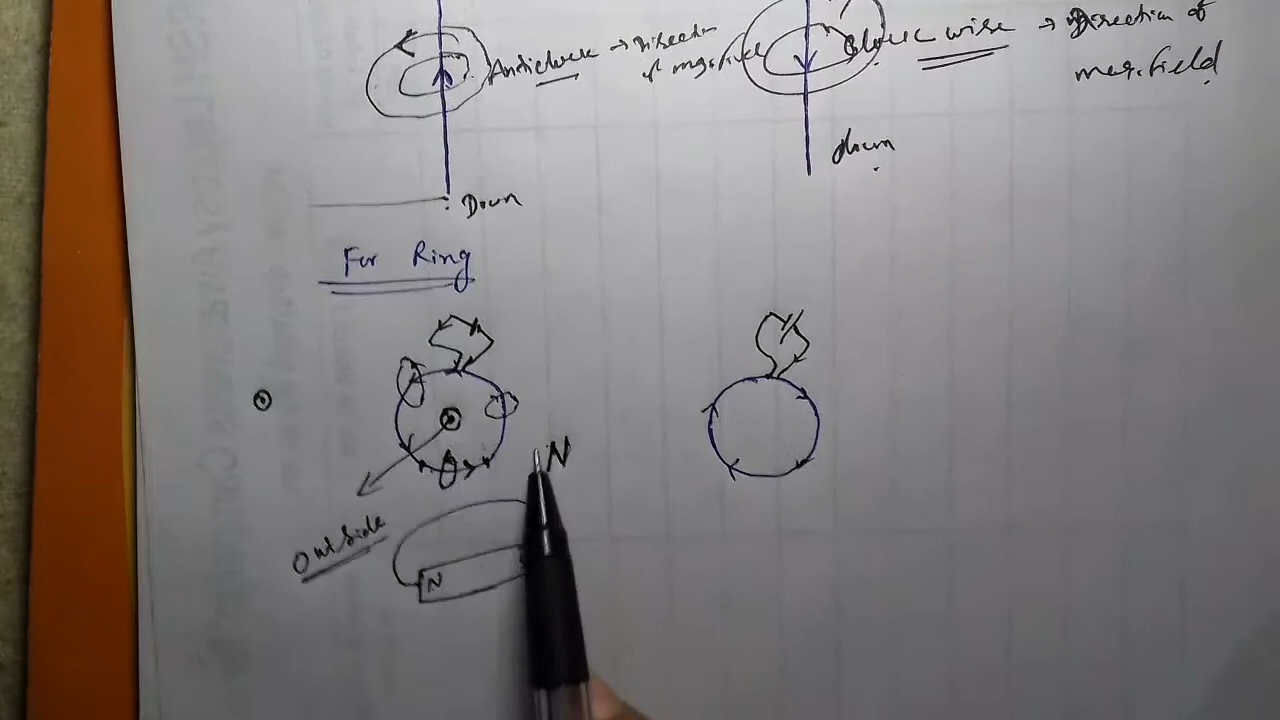 Anticlock → Direction
of mag.field
Clock wise → Direction of
mag.field
Down
down
For Ring
N
Outside
N